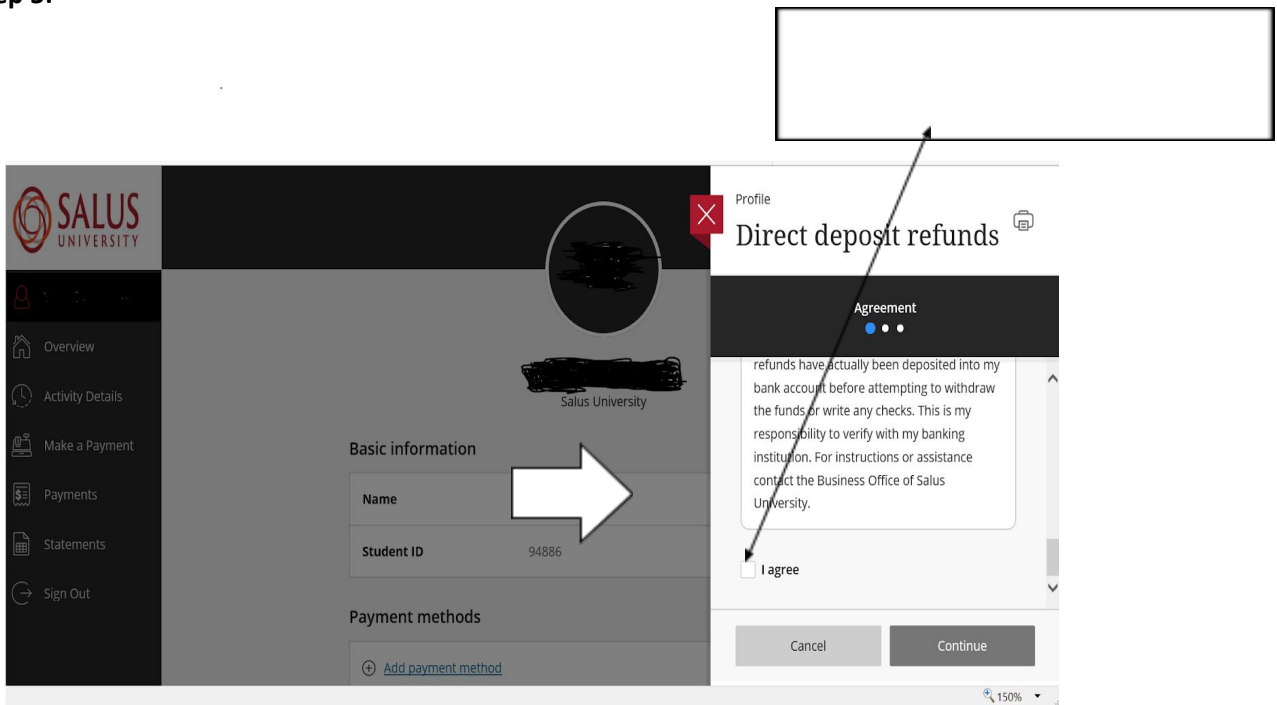 SALUS
UNIVERSITY
Overview
Activity Details
Make a Payment
Payments
Statements
Sign Out
Salus University
Basic information
Name
Student ID 94886
Payment methods
Add payment method
Profile
Direct deposit refunds
Agreement
refunds have actually been deposited into my
bank account before attempting to withdraw
the funds or write any checks. This is my
responsibility to verify with my banking
institution. For instructions or assistance
contact the Business Office of Salus
University.
I agree
Cancel
Continue
150%